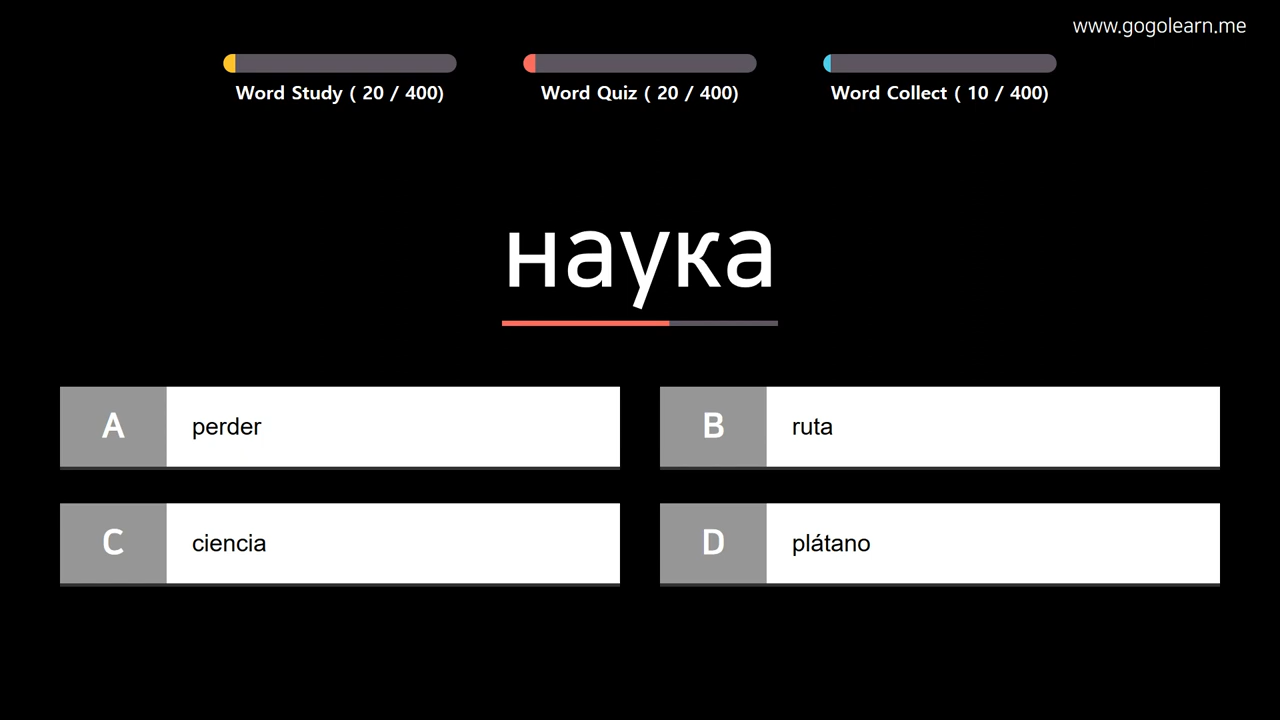 www.gogolearn.me
Word Study ( 20 / 400)
Word Quiz ( 20 / 400)
Word Collect ( 10 / 400)
наука
A perder
B ruta
C ciencia
D plátano